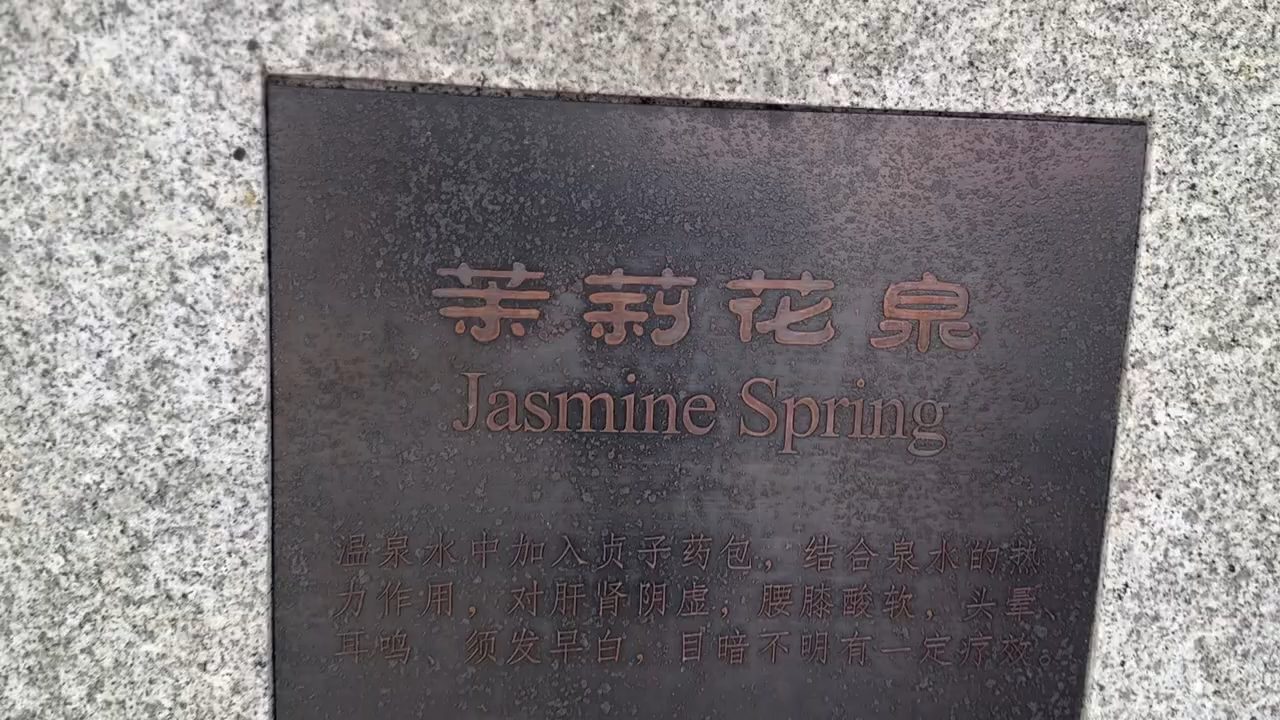 茉莉花泉
Jasmine Spring
温泉水中加入贞子药包，结合泉水的热
力作用，对肝肾阴虚，腰膝酸软，头晕、
耳鸣、须发早白，目暗不明有一定疗效。